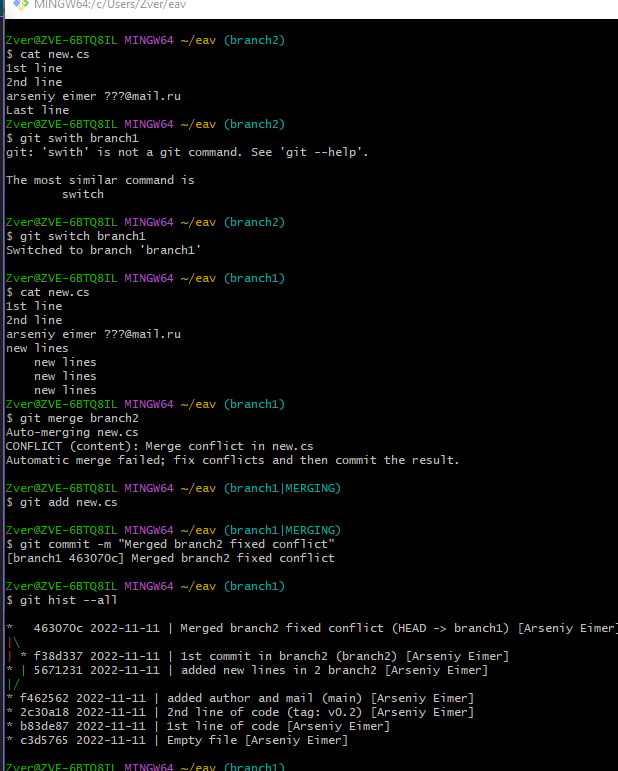 MINGW64:/c/Users/Zver/eav
Zver@ZVE-6BTQ8IL MINGW64 ~/eav (branch2)
$ cat new.cs
1st line
2nd line
arseniy eimer ???@mail.ru
Last line
Zver@ZVE-6BTQ8IL MINGW64 ~/eav (branch2)
$ git swith branch1
git: 'swith' is not a git command. See 'git --help'.
The most similar command is
        switch
Zver@ZVE-6BTQ8IL MINGW64 ~/eav (branch2)
$ git switch branch1
Switched to branch 'branch1'
Zver@ZVE-6BTQ8IL MINGW64 ~/eav (branch1)
$ cat new.cs
1st line
2nd line
arseniy eimer ???@mail.ru
new lines
    new lines
    new lines
    new lines
Zver@ZVE-6BTQ8IL MINGW64 ~/eav (branch1)
$ git merge branch2
Auto-merging new.cs
CONFLICT (content): Merge conflict in new.cs
Automatic merge failed; fix conflicts and then commit the result.
Zver@ZVE-6BTQ8IL MINGW64 ~/eav (branch1|MERGING)
$ git add new.cs
Zver@ZVE-6BTQ8IL MINGW64 ~/eav (branch1|MERGING)
$ git commit -m "Merged branch2 fixed conflict"
[branch1 463070c] Merged branch2 fixed conflict
Zver@ZVE-6BTQ8IL MINGW64 ~/eav (branch1)
$ git hist --all
*   463070c 2022-11-11 | Merged branch2 fixed conflict (HEAD -> branch1) [Arseniy Eimer]
|\
| * f38d337 2022-11-11 | 1st commit in branch2 (branch2) [Arseniy Eimer]
* | 5671231 2022-11-11 | added new lines in 2 branch2 [Arseniy Eimer]
|/
* f462562 2022-11-11 | added author and mail (main) [Arseniy Eimer]
* 2c30a18 2022-11-11 | 2nd line of code (tag: v0.2) [Arseniy Eimer]
* b83de87 2022-11-11 | 1st line of code [Arseniy Eimer]
* c3d5765 2022-11-11 | Empty file [Arseniy Eimer]
Zver@ZVE-6BTQ8IL MINGW64 ~/eav (branch1)